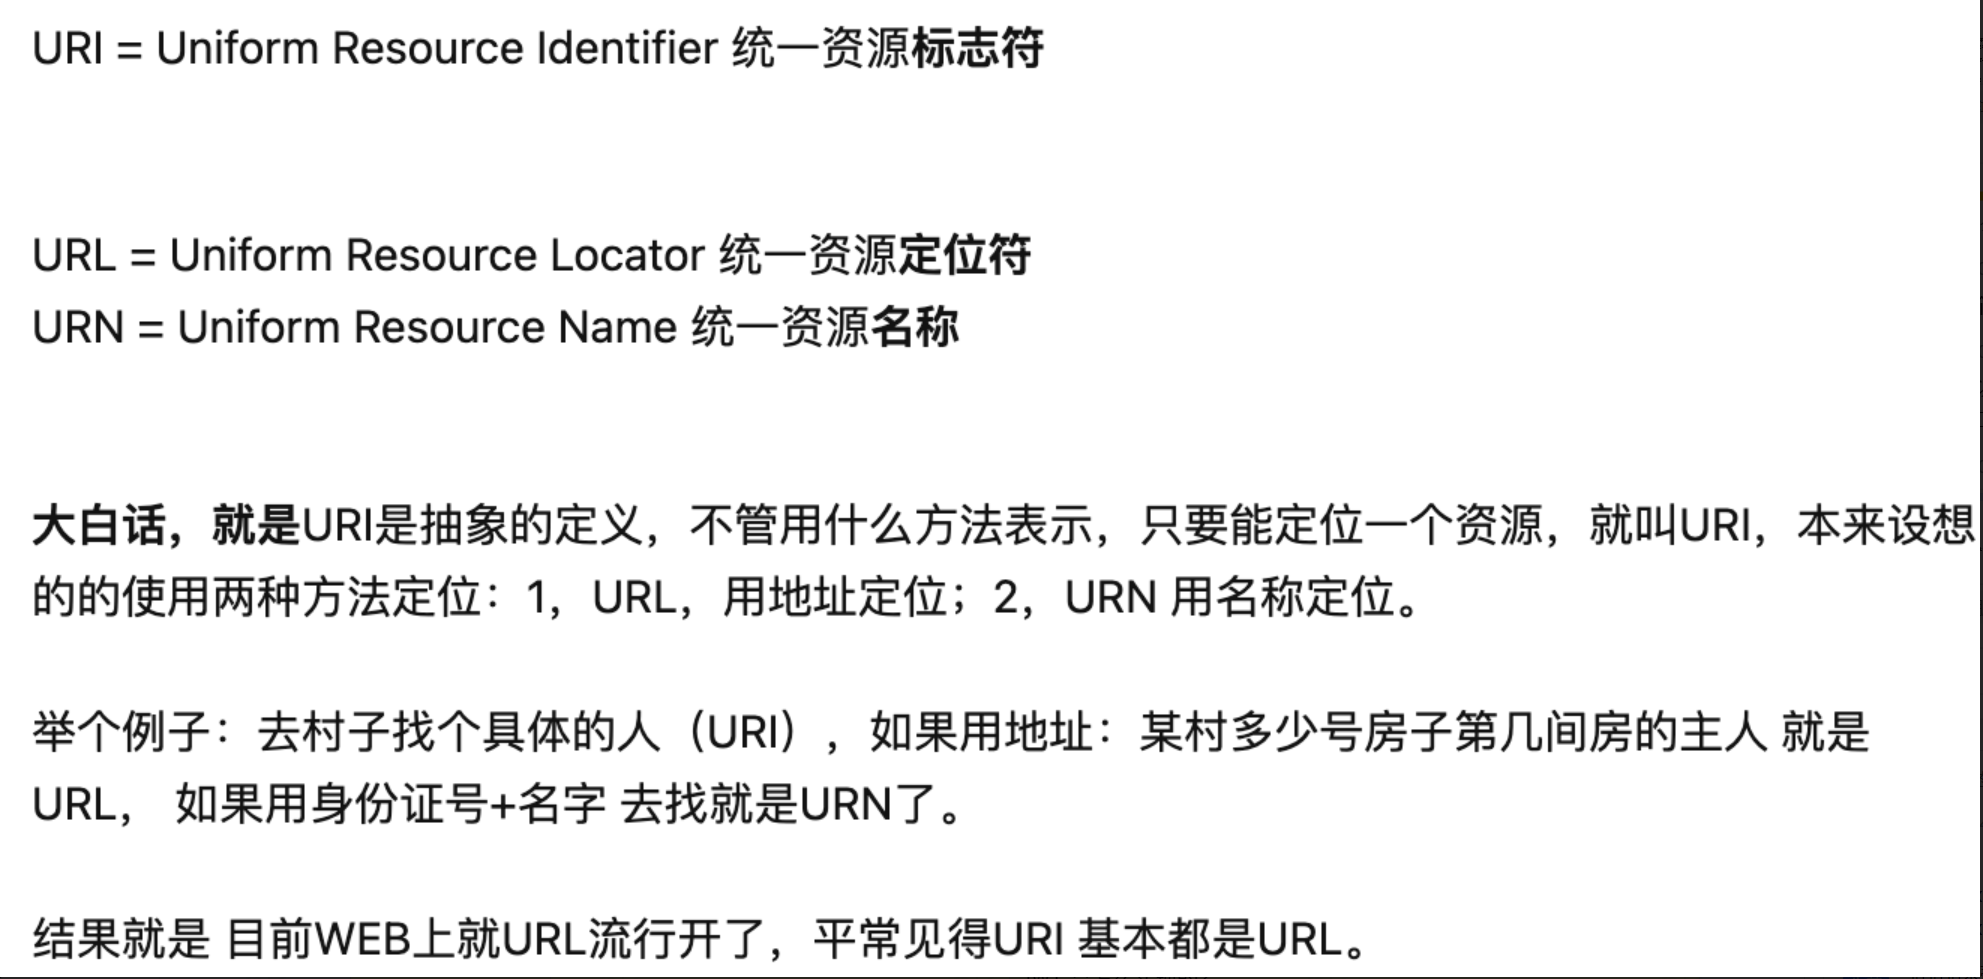 URI = Uniform Resource Identifier 统一资源标志符
URL = Uniform Resource Locator 统一资源定位符
URN = Uniform Resource Name 统一资源名称
大白话，就是URI是抽象的定义，不管用什么方法表示，只要能定位一个资源，就叫URI，本来设想
的的使用两种方法定位：1，URL，用地址定位；2，URN 用名称定位。
举个例子：去村子找个具体的人（URI），如果用地址：某村多少号房子第几间房的主人 就是
URL， 如果用身份证号+名字 去找就是URN了。
结果就是 目前WEB上就URL流行开了，平常见得URI 基本都是URL。